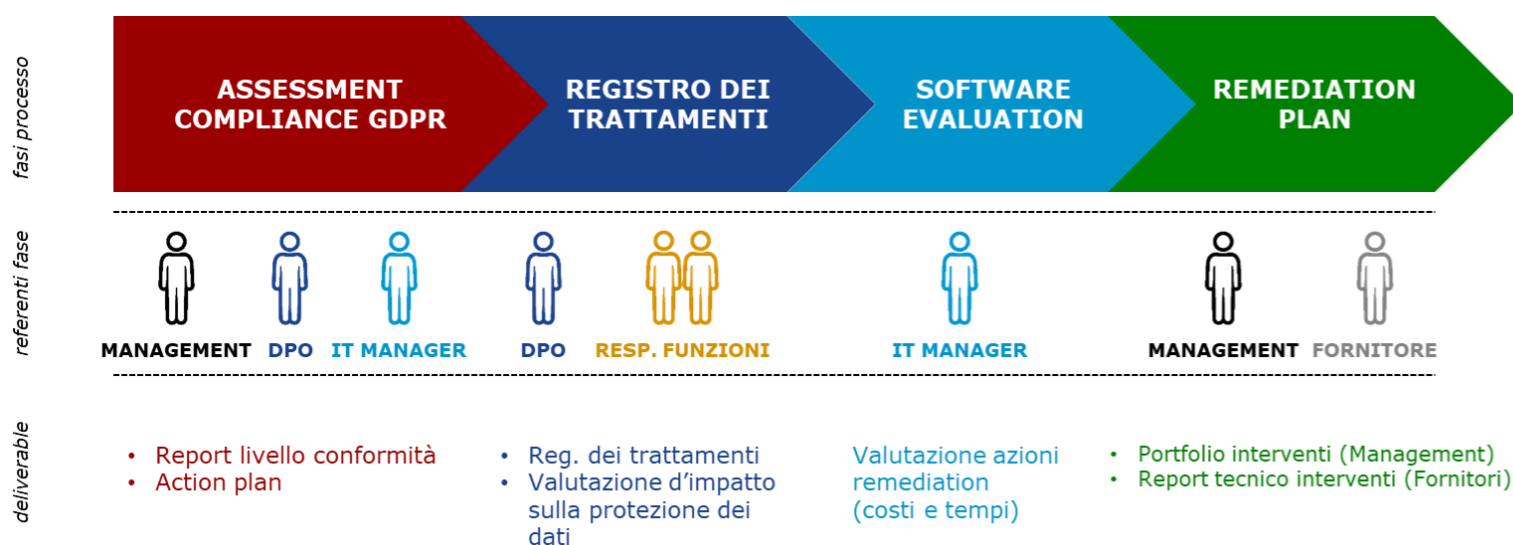 fasi processo
ASSESSMENT
COMPLIANCE GDPR
REGISTRO DEI
TRATTAMENTI
SOFTWARE
EVALUATION
REMEDIATION
PLAN
referenti fase
MANAGEMENT
DPO
IT MANAGER
DPO
RESP. FUNZIONI
IT MANAGER
MANAGEMENT
FORNITORE
deliverable
• Report livello conformità
• Action plan
• Reg. dei trattamenti
• Valutazione d’impatto
sulla protezione dei
dati
Valutazione azioni
remediation
(costi e tempi)
• Portfolio interventi (Management)
• Report tecnico interventi (Fornitori)